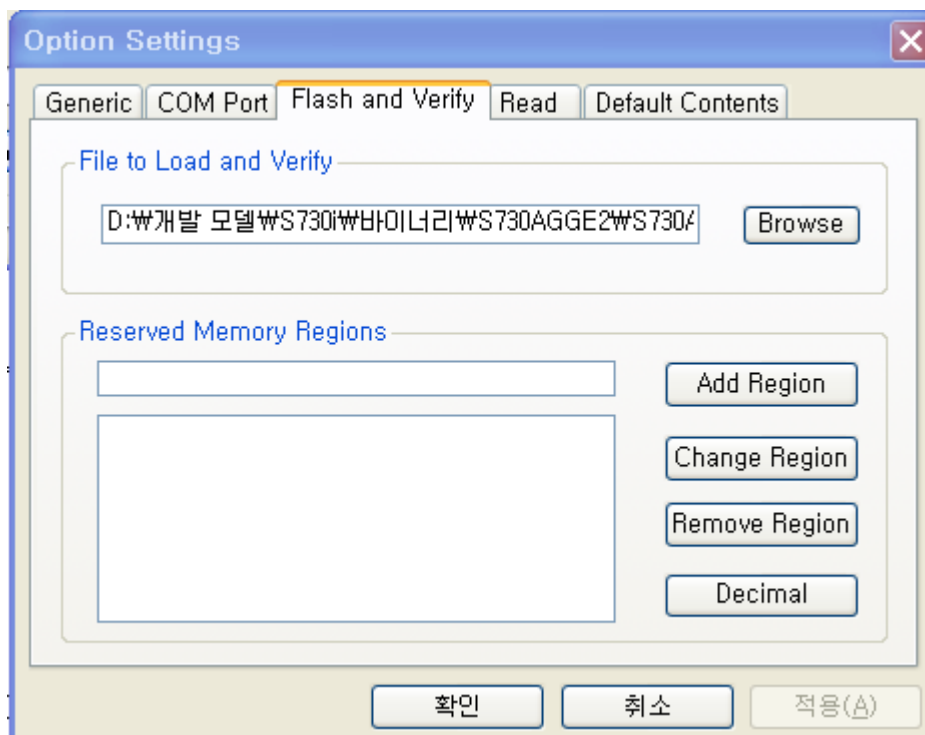 Option Settings
Generic COM Port Flash and Verify Read Default Contents
File to Load and Verify
D:₩개발 모델₩S730i₩바이너리₩S730AGGE2₩S730A
Browse
Reserved Memory Regions
Add Region
Change Region
Remove Region
Decimal
확인 취소 적용(A)